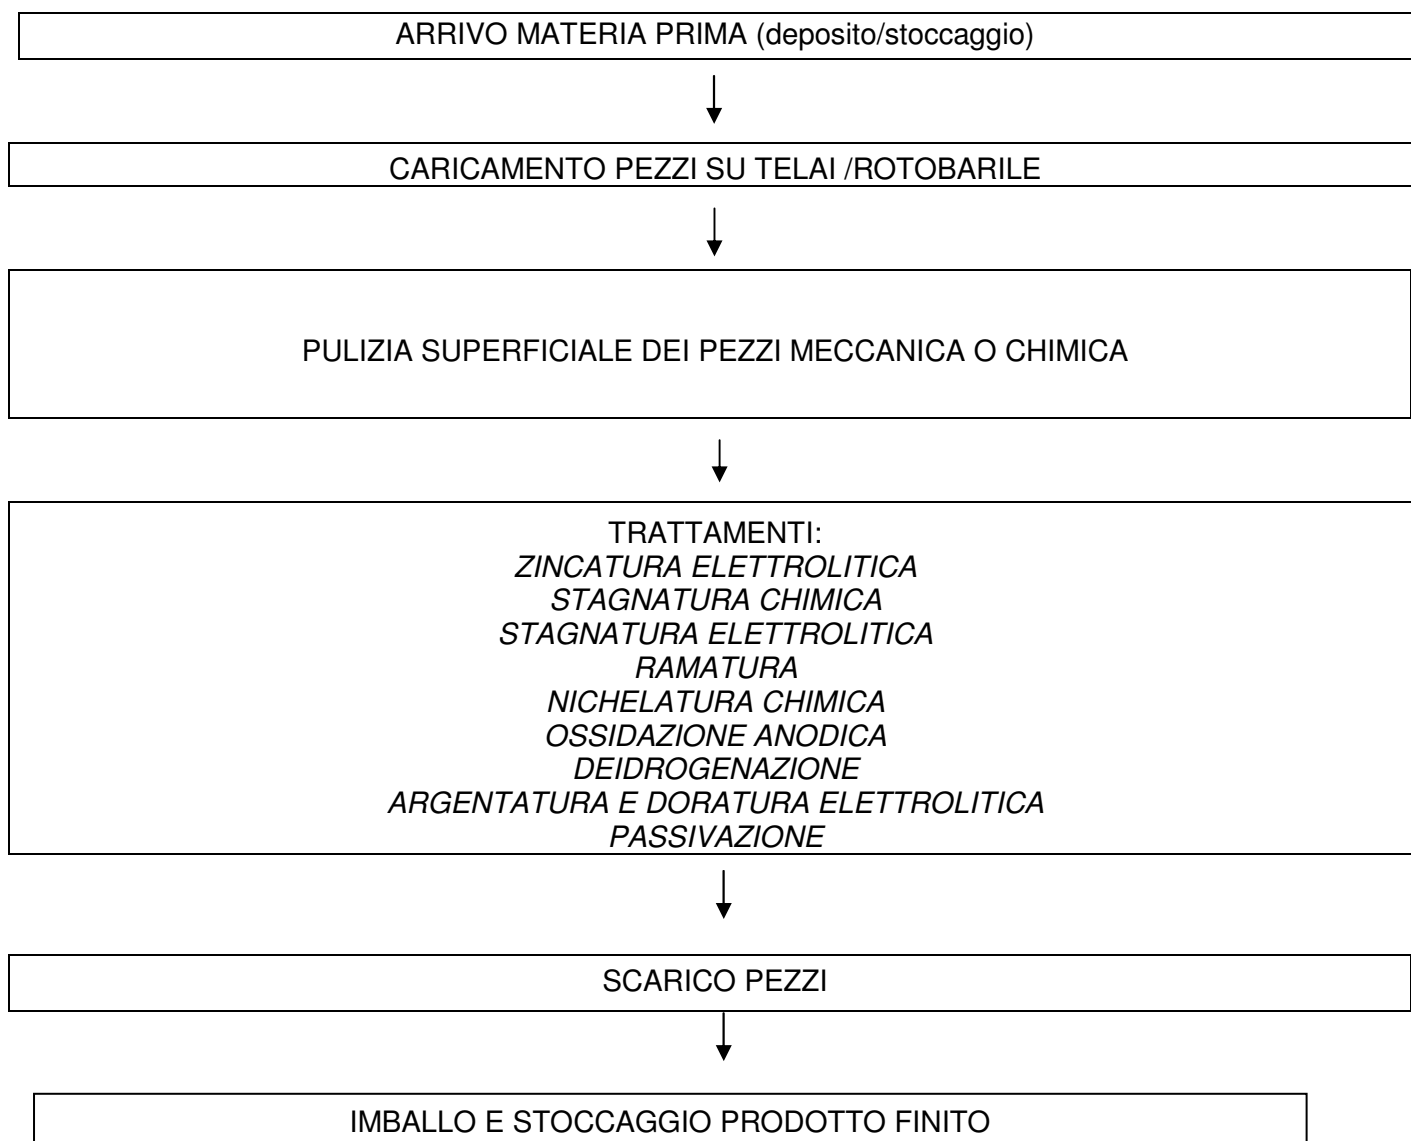 ARRIVO MATERIA PRIMA (deposito/stoccaggio)
CARICAMENTO PEZZI SU TELAI /ROTOBARILE
PULIZIA SUPERFICIALE DEI PEZZI MECCANICA O CHIMICA
TRATTAMENTI:
ZINCATURA ELETTROLITICA
STAGNATURA CHIMICA
STAGNATURA ELETTROLITICA
RAMATURA
NICHELATURA CHIMICA
OSSIDAZIONE ANODICA
DEIDROGENAZIONE
ARGENTATURA E DORATURA ELETTROLITICA
PASSIVAZIONE
SCARICO PEZZI
IMBALLO E STOCCAGGIO PRODOTTO FINITO